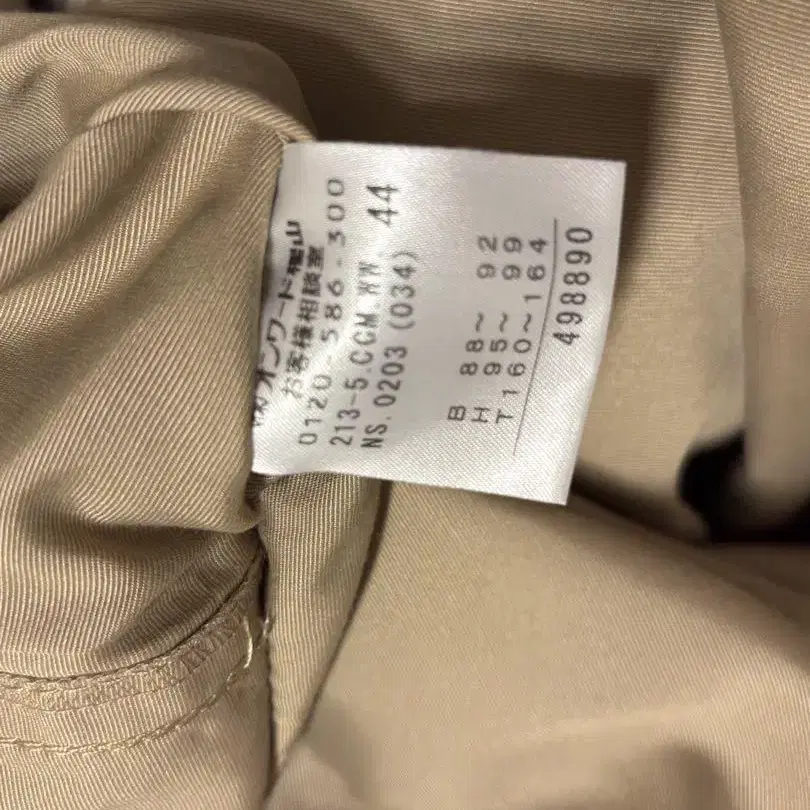 ㈱オンワード樫山
お客様相談室
0120-586-300
213-5.CCM.WW. 44
NS.0203 (034)
B 88～ 92
H 95～ 99
T160～164
498890